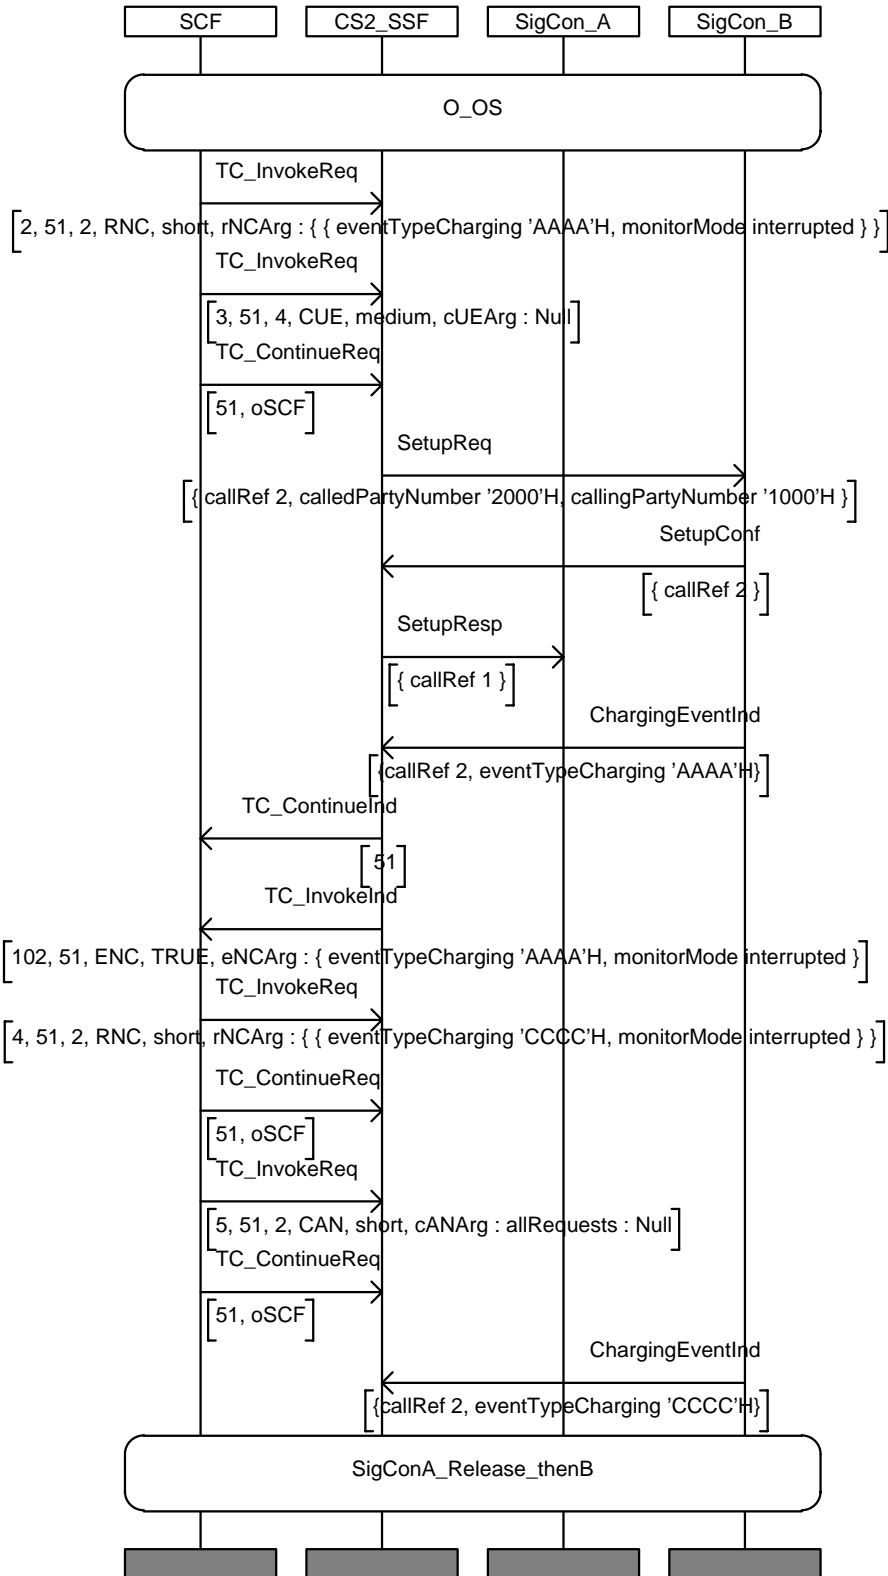 SCF CS2_SSF SigCon_A SigCon_B
O_OS
TC_InvokeReq
[2, 51, 2, RNC, short, rNCArg : { { eventTypeCharging 'AAAA'H, monitorMode interrupted } }]
TC_InvokeReq
[3, 51, 4, CUE, medium, cUEArg : Null]
TC_ContinueReq
[51, oSCF]
SetupReq
[{ callRef 2, calledPartyNumber '2000'H, callingPartyNumber '1000'H }]
SetupConf
[{ callRef 2 }]
SetupResp
[{ callRef 1 }]
ChargingEventInd
[{callRef 2, eventTypeCharging 'AAAA'H}]
TC_ContinueInd
[51]
TC_InvokeInd
[102, 51, ENC, TRUE, eNCArg : { eventTypeCharging 'AAAA'H, monitorMode interrupted }]
TC_InvokeReq
[4, 51, 2, RNC, short, rNCArg : { { eventTypeCharging 'CCCC'H, monitorMode interrupted } }]
TC_ContinueReq
[51, oSCF]
TC_InvokeReq
[5, 51, 2, CAN, short, cANArg : allRequests : Null]
TC_ContinueReq
[51, oSCF]
ChargingEventInd
[{callRef 2, eventTypeCharging 'CCCC'H}]
SigConA_Release_thenB